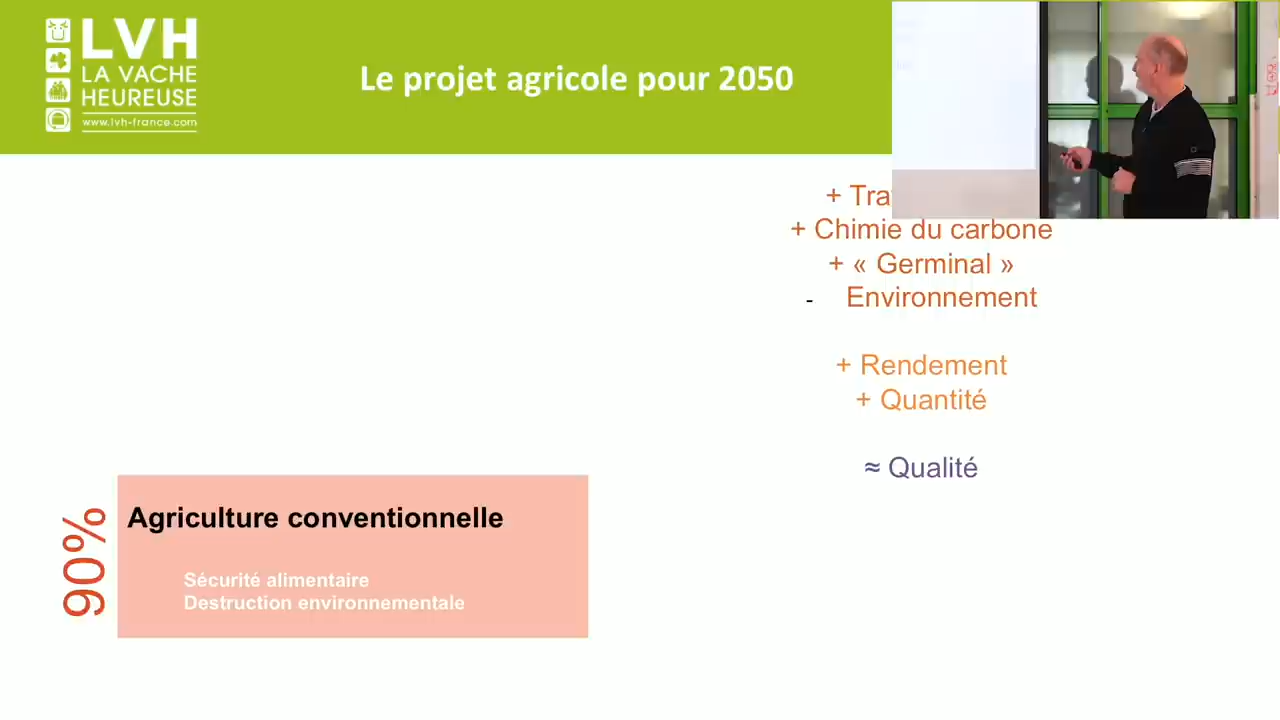 LVH
LA VACHE
HEUREUSE
www.lvh-france.com
Le projet agricole pour 2050
+ Chimie du carbone
+ « Germinal »
- Environnement
+ Rendement
+ Quantité
≈ Qualité
90%
Agriculture conventionnelle
Sécurité alimentaire
Destruction environnementale